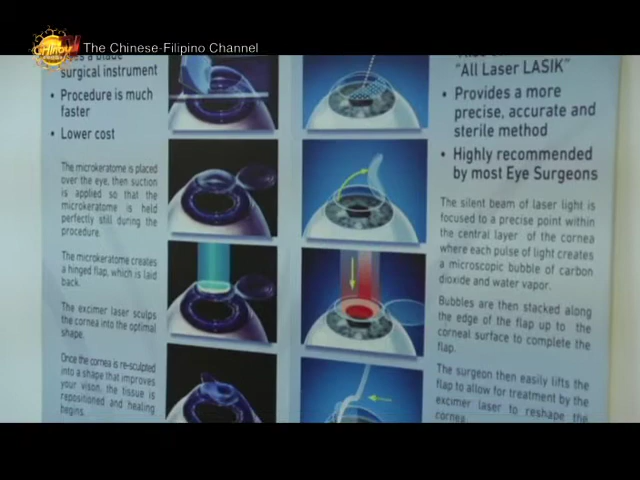 CHInoy TV
The Chinese-Filipino Channel
surgical instrument
• Procedure is much
faster
• Lower cost
The microkeratome is placed
over the eye, then suction
is applied so that the
microkeratome is held
perfectly still during the
procedure.
The microkeratome creates
a hinged flap, which is laid
back.
The excimer laser sculps
the cornea into the optimal
shape.
Once the cornea is re-sculpted
into a shape that improves
your vison, the tissue is
repositioned and healing
begins.
“All Laser LASIK”
• Provides a more
precise, accurate and
sterile method
• Highly recommended
by most Eye Surgeons
The silent beam of laser light is
focused to a precise point within
the central layer of the cornea
where each pulse of light creates
a microscopic bubble of carbon
dioxide and water vapor.
Bubbles are then stacked along
the edge of the flap up to the
corneal surface to complete the
flap.
The surgeon then easily lifts the
flap to allow for treatment by the
excimer laser to reshape the
cornea.